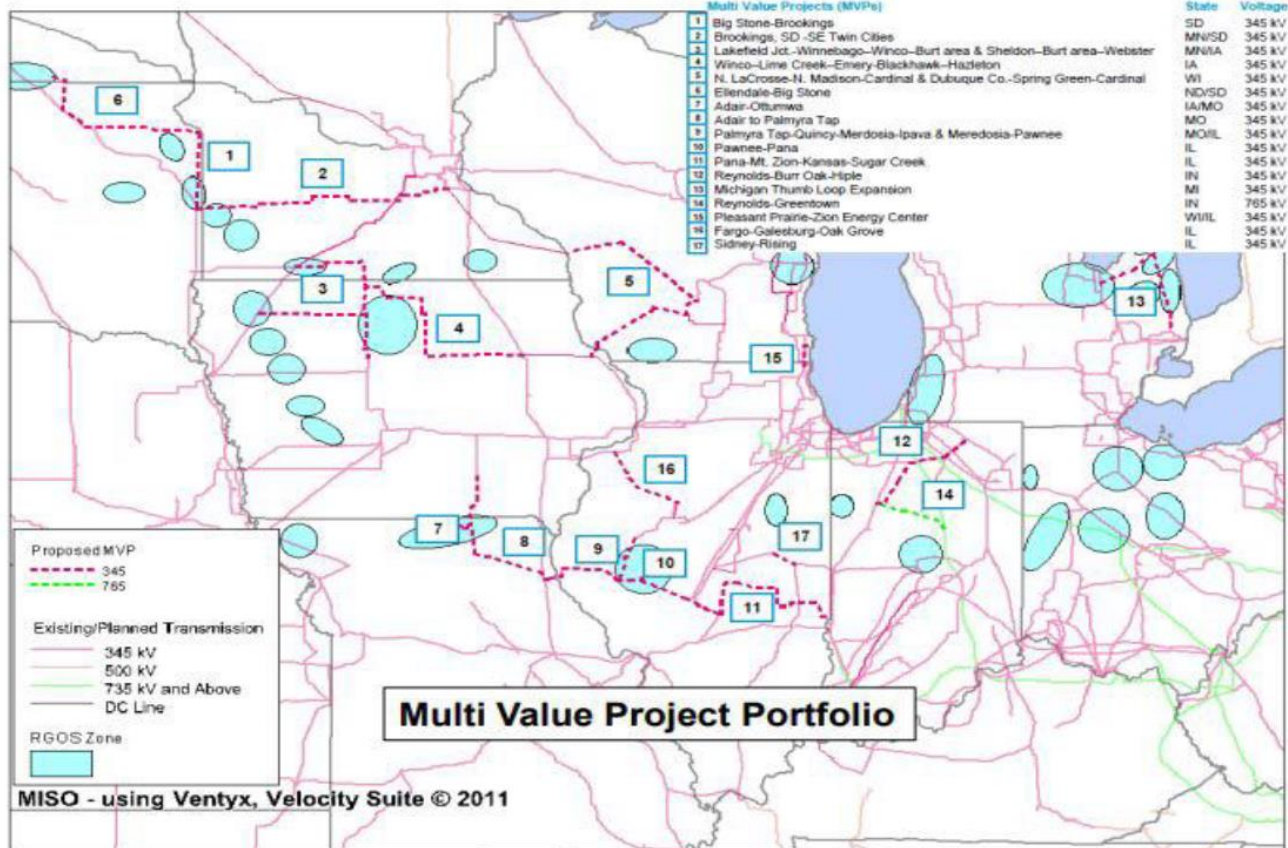 Multi Value Projects (MVPs) State Voltage
1 Big Stone-Brookings SD 345 kV
2 Brookings, SD -SE Twin Cities MN/SD 345 kV
3 Lakefield Jct.-Winnebago-Winco-Burt area & Sheldon-Burt area-Webster MN/IA 345 kV
4 Winco-Lime Creek-Emery-Blackhawk-Hazleton IA 345 kV
5 N. LaCrosse-N. Madison-Cardinal & Dubuque Co.-Spring Green-Cardinal WI 345 kV
6 Ellendale-Big Stone ND/SD 345 kV
7 Adair-Ottumwa IA/MO 345 kV
8 Adair to Palmyra Tap MO 345 kV
9 Palmyra Tap-Quincy-Merdosia-Ipava & Meredosia-Pawnee MO/IL 345 kV
10 Pawnee-Pana IL 345 kV
11 Pana-Mt. Zion-Kansas-Sugar Creek IL 345 kV
12 Reynolds-Burr Oak-Hiple IN 345 kV
13 Michigan Thumb Loop Expansion MI 345 kV
14 Reynolds-Greentown IN 765 kV
15 Pleasant Prairie-Zion Energy Center WI/IL 345 kV
16 Fargo-Galesburg-Oak Grove IL 345 kV
17 Sidney-Rising IL 345 kV
6
1
2
3
5
13
4
15
12
16
14
7
8
17
9
10
11
Proposed MVP
345
765
Existing/Planned Transmission
345 kV
500 kV
735 kV and Above
DC Line
RGOS Zone
Multi Value Project Portfolio
MISO - using Ventyx, Velocity Suite © 2011